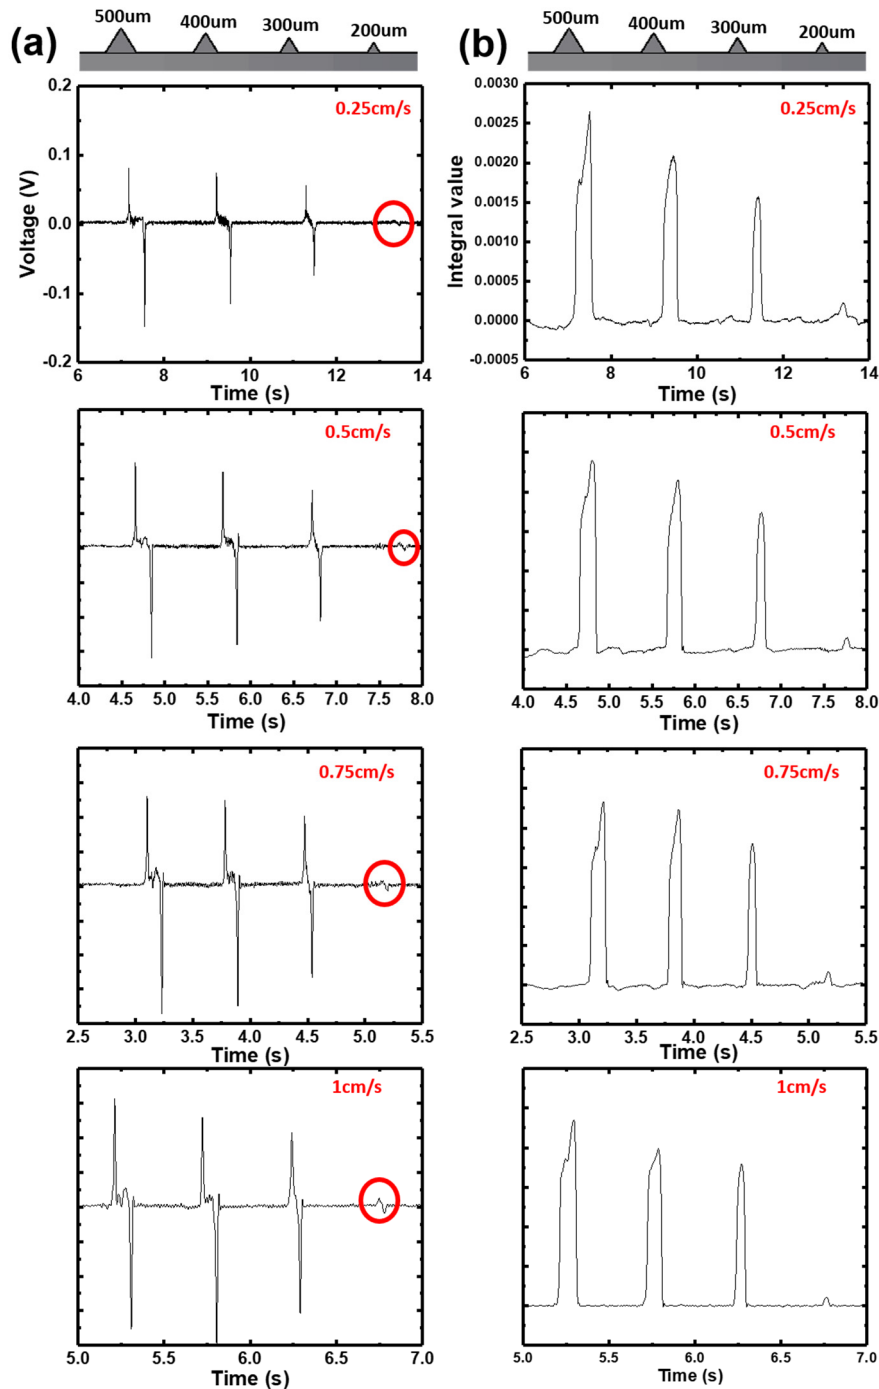 (a)
500um 400um 300um 200um
0.2
0.1
0.0
-0.1
-0.2
Voltage (V)
0.25cm/s
6 8 10 12 14
Time (s)
0.5cm/s
4.0 4.5 5.0 5.5 6.0 6.5 7.0 7.5 8.0
Time (s)
0.75cm/s
2.5 3.0 3.5 4.0 4.5 5.0 5.5
Time (s)
1cm/s
5.0 5.5 6.0 6.5 7.0
Time (s)
(b)
500um 400um 300um 200um
0.0030
0.0025
0.0020
0.0015
0.0010
0.0005
0.0000
-0.0005
Integral value
0.25cm/s
6 8 10 12 14
Time (s)
0.5cm/s
4.0 4.5 5.0 5.5 6.0 6.5 7.0 7.5 8.0
Time (s)
0.75cm/s
2.5 3.0 3.5 4.0 4.5 5.0 5.5
Time (s)
1cm/s
5.0 5.5 6.0 6.5 7.0
Time (s)